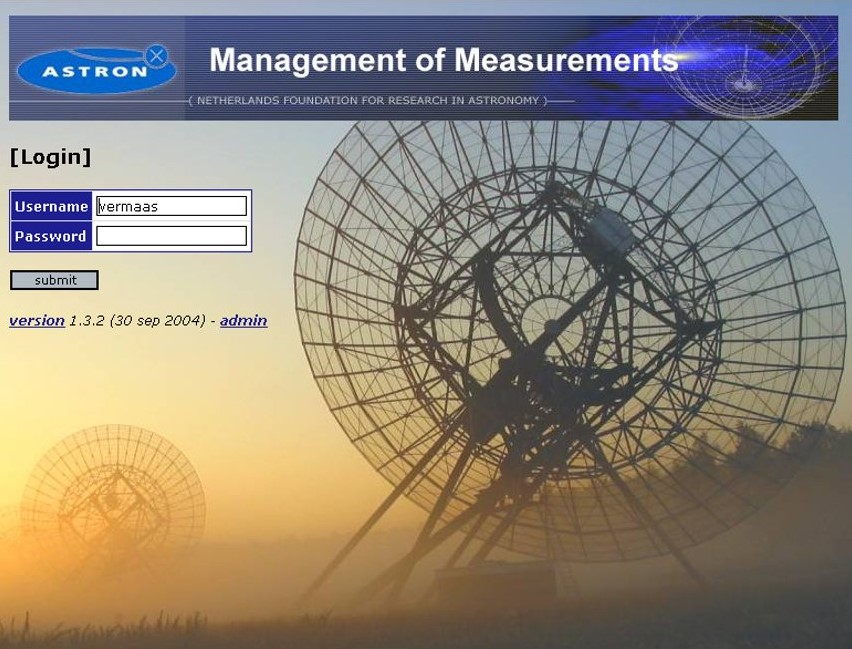 ASTRON
Management of Measurements
( NETHERLANDS FOUNDATION FOR RESEARCH IN ASTRONOMY )
[Login]
Username vermaas
Password
submit
version 1.3.2 (30 sep 2004) - admin